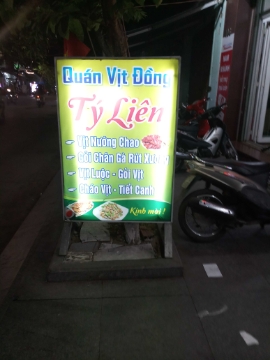 Quán Vịt Đồng
Tý Liên
Vịt Nướng Chao
Gỏi Chân Gà Rút Xương
Vịt Luộc - Gỏi Vịt
Cháo Vịt - Tiết Canh
Kính mời!